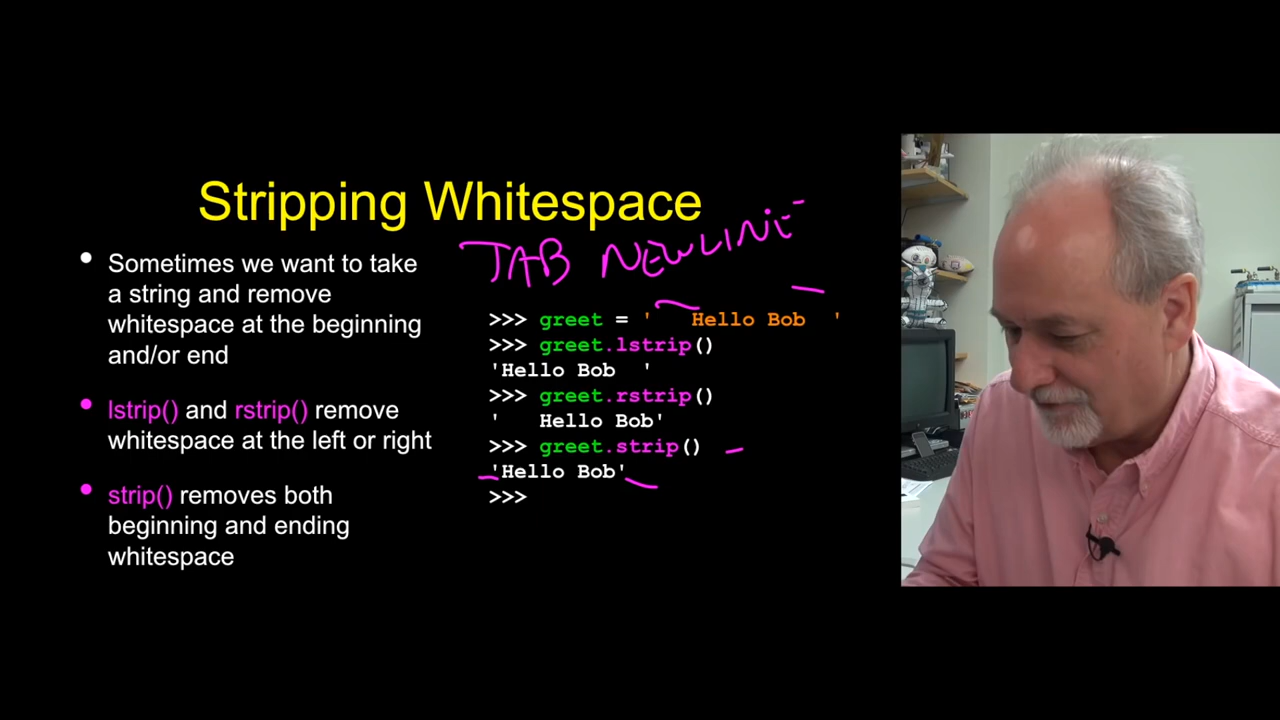 Stripping Whitespace
TAB NEWLINE
• Sometimes we want to take
a string and remove
whitespace at the beginning
and/or end
• lstrip() and rstrip() remove
whitespace at the left or right
• strip() removes both
beginning and ending
whitespace
>>> greet = '   Hello Bob  '
>>> greet.lstrip()
'Hello Bob  '
>>> greet.rstrip()
'   Hello Bob'
>>> greet.strip()
'Hello Bob'
>>>